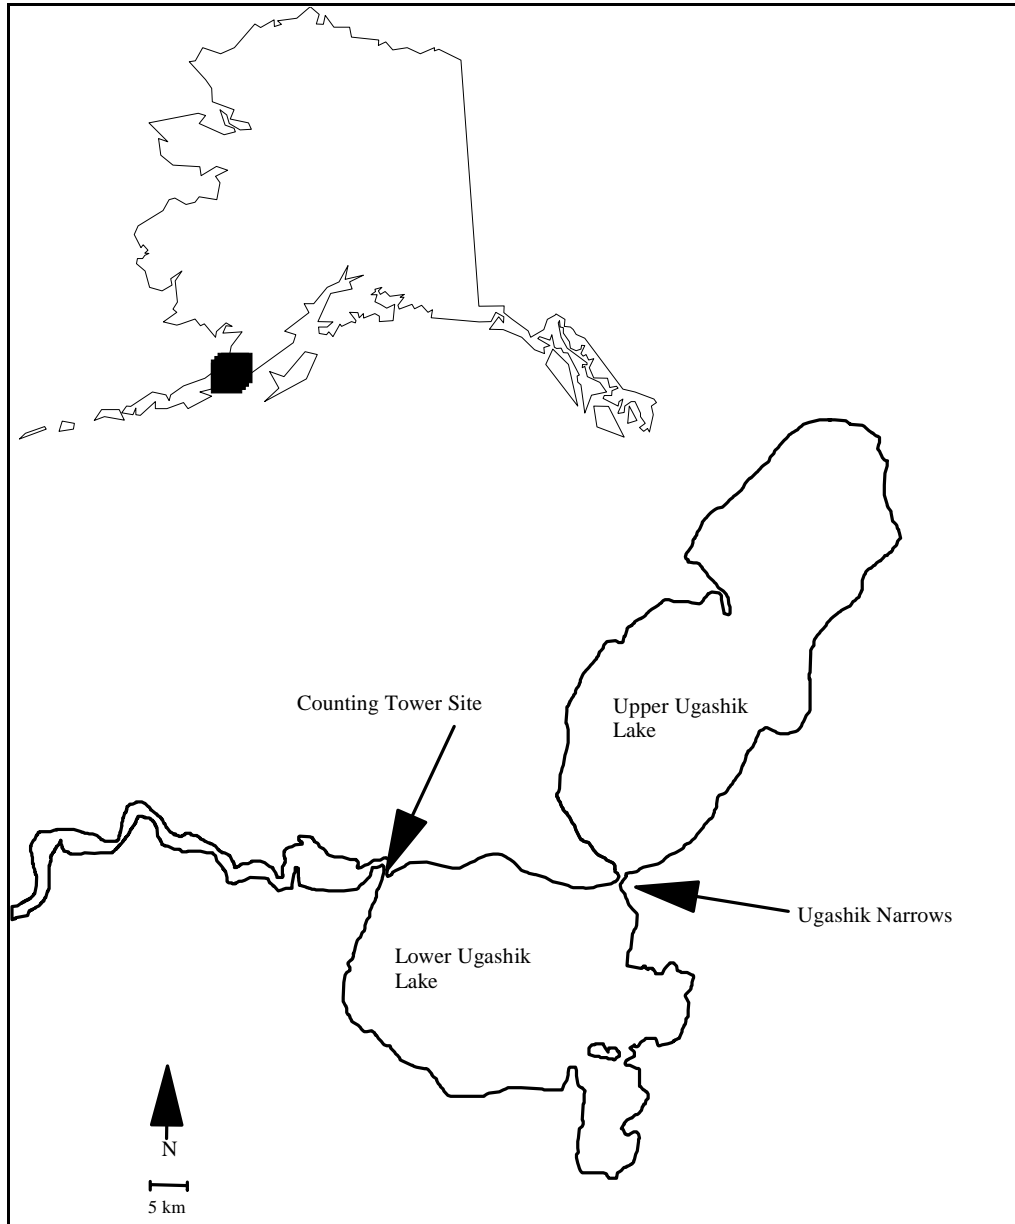 Counting Tower Site
Upper Ugashik
Lake
Ugashik Narrows
Lower Ugashik
Lake
N
5 km